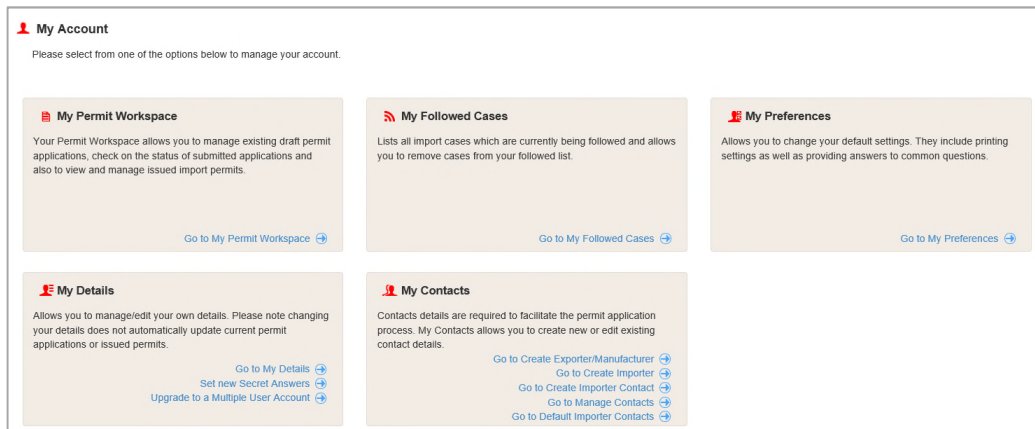 My Account
Please select from one of the options below to manage your account.
My Permit Workspace
Your Permit Workspace allows you to manage existing draft permit
applications, check on the status of submitted applications and
also to view and manage issued import permits.
Go to My Permit Workspace
My Followed Cases
Lists all import cases which are currently being followed and allows
you to remove cases from your followed list.
Go to My Followed Cases
My Preferences
Allows you to change your default settings. They include printing
settings as well as providing answers to common questions.
Go to My Preferences
My Details
Allows you to manage/edit your own details. Please note changing
your details does not automatically update current permit
applications or issued permits.
Go to My Details
Set new Secret Answers
Upgrade to a Multiple User Account
My Contacts
Contacts details are required to facilitate the permit application
process. My Contacts allows you to create new or edit existing
contact details.
Go to Create Exporter/Manufacturer
Go to Create Importer
Go to Create Importer Contact
Go to Manage Contacts
Go to Default Importer Contacts